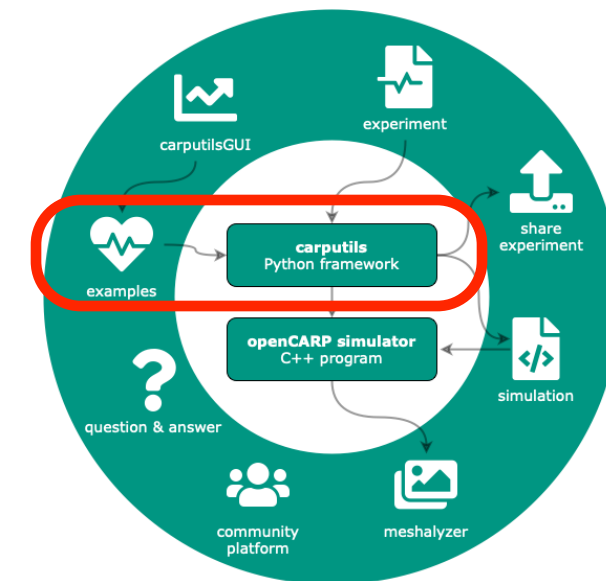 experiment
carputilsGUI
share
experiment
carputils
Python framework
examples
openCARP simulator
C++ program
</>
simulation
?
question & answer
community
platform
meshalyzer